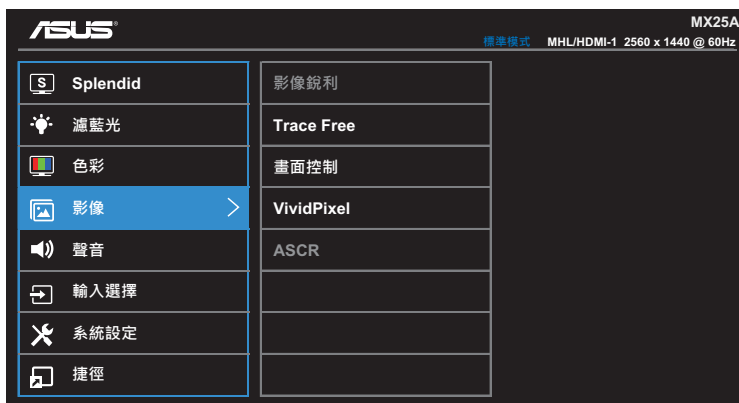 ASUS
MX25A
標準模式 MHL/HDMI-1 2560 x 1440 @ 60Hz
S Splendid
濾藍光
色彩
影像
聲音
輸入選擇
系統設定
捷徑
影像銳利
Trace Free
畫面控制
VividPixel
ASCR